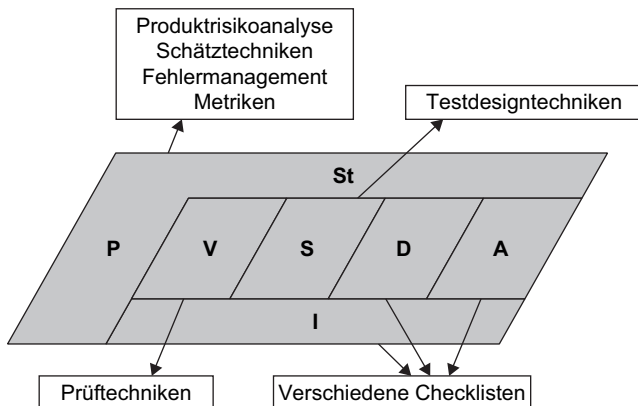 Produktrisikoanalyse
Schätztechniken
Fehlermanagement
Metriken
Testdesigntechniken
St
P
V
S
D
A
I
Prüftechniken
Verschiedene Checklisten